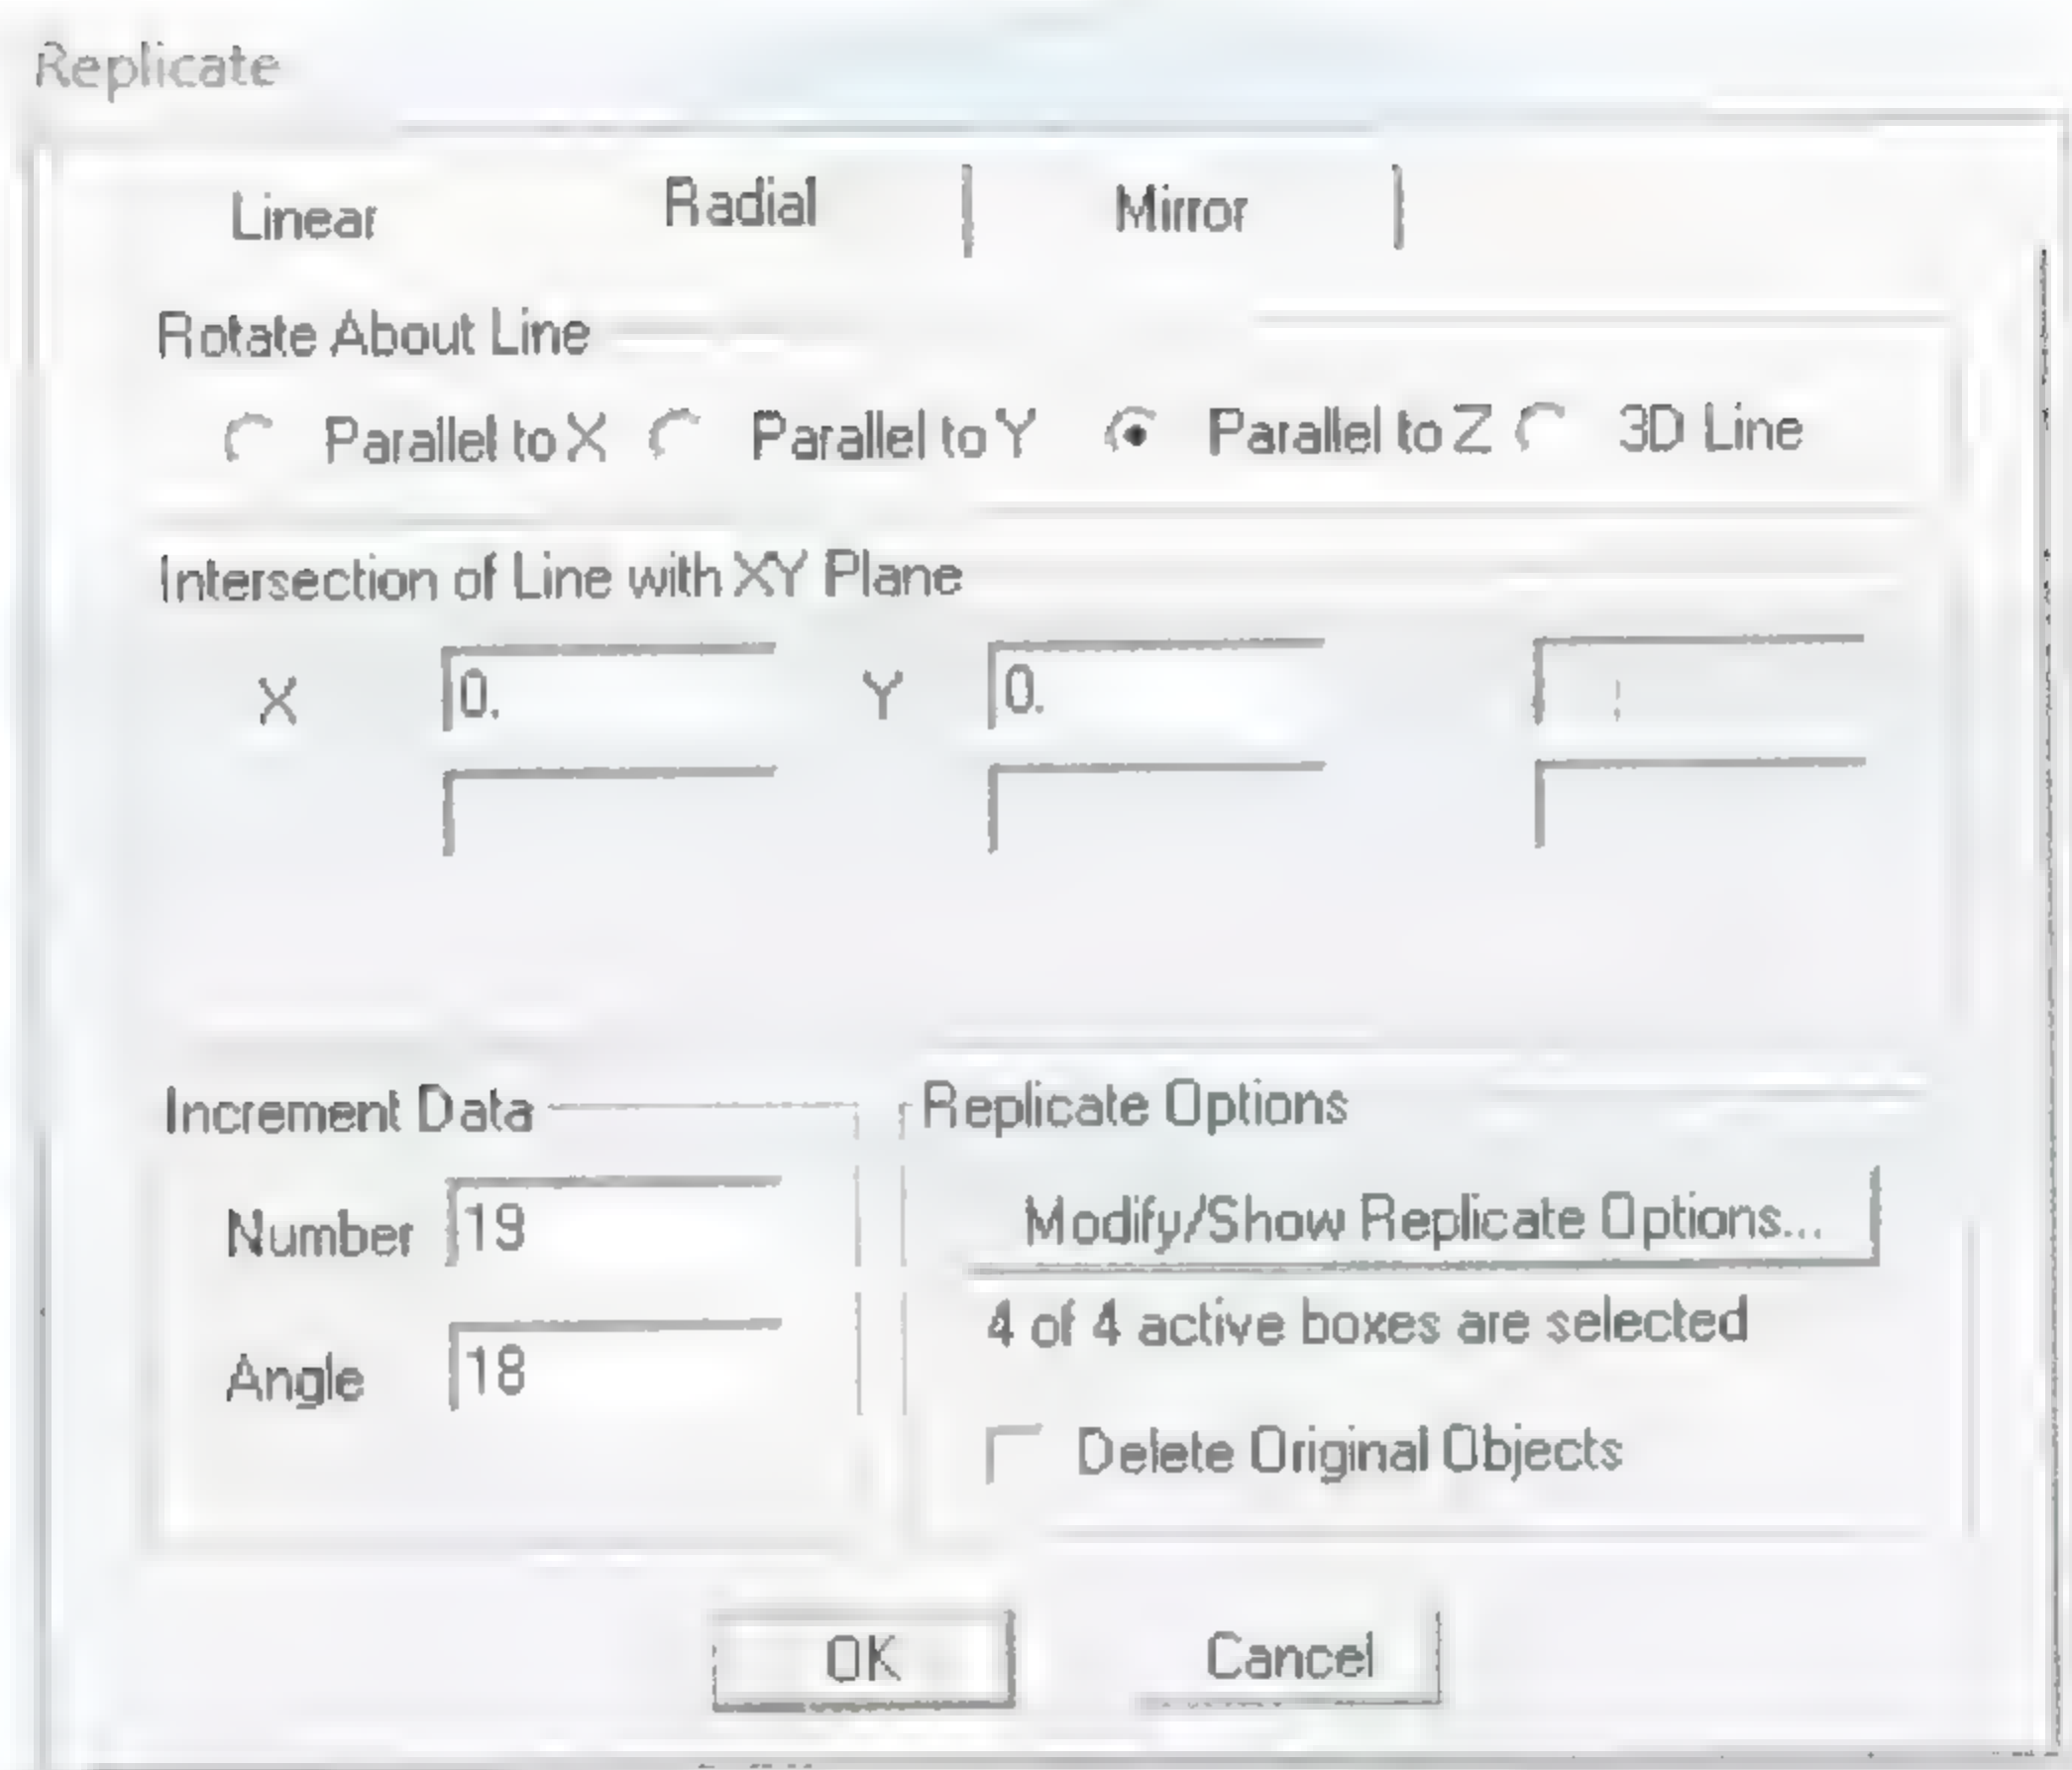 Replicate
Linear Radial Mirror
Rotate About Line
Parallel to X Parallel to Y Parallel to Z 3D Line
Intersection of Line with XY Plane
X 0. Y 0.
Increment Data Replicate Options
Number 19 Modify/Show Replicate Options...
4 of 4 active boxes are selected
Angle 18
Delete Original Objects
OK Cancel